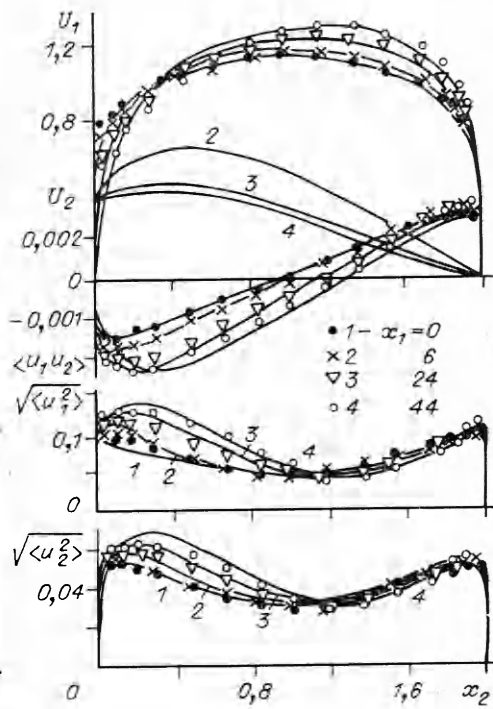 U₁
1,2
0,8
U₂
0,002
0
-0,001
<u₁u₂>
2
3
4
1 – x₁=0
2 6
3 24
4 44
√<u₁²>
0,1
0
1 2 3 4
√<u₂²>
0,04
1 2 3 4
0 0,8 1,6 x₂